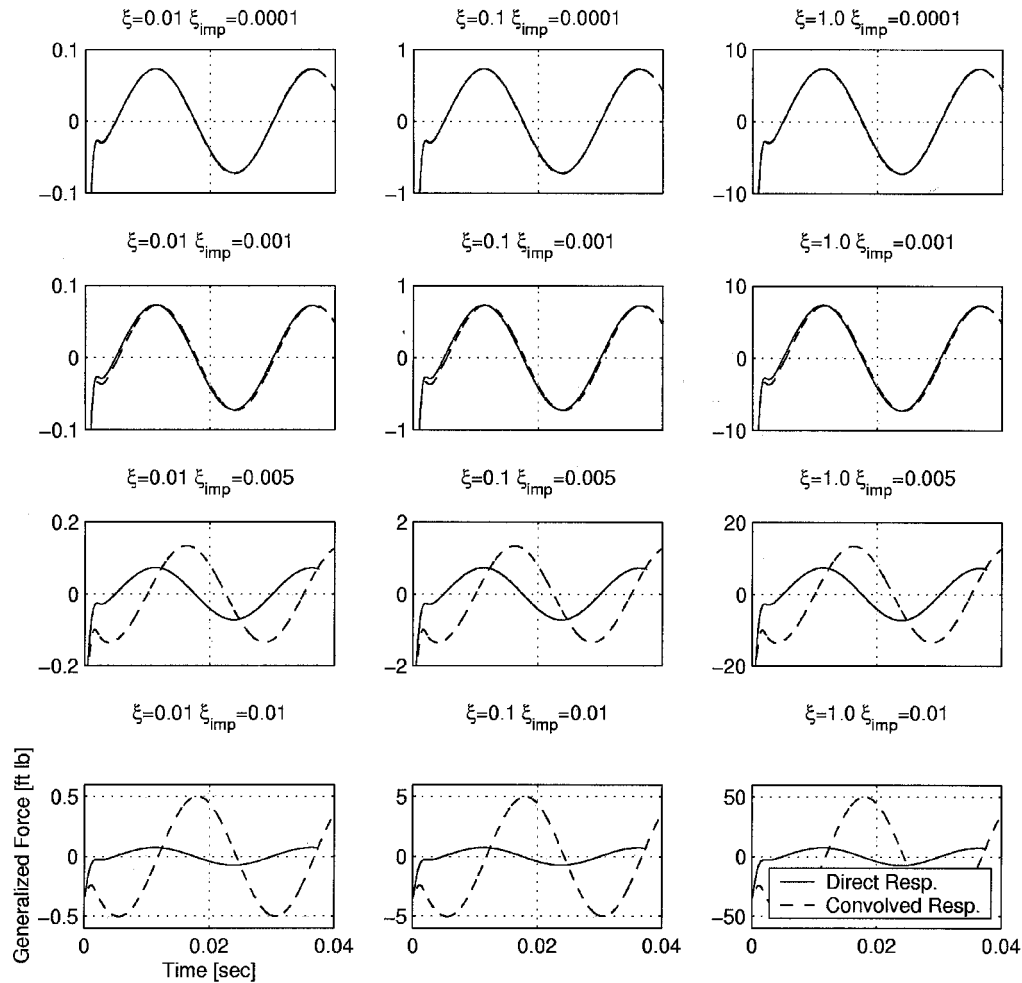 ξ=0.01 ξimp=0.0001
ξ=0.1 ξimp=0.0001
ξ=1.0 ξimp=0.0001
0.1
0
−0.1
1
0
−1
10
0
−10
ξ=0.01 ξimp=0.001
ξ=0.1 ξimp=0.001
ξ=1.0 ξimp=0.001
0.1
0
−0.1
1
0
−1
10
0
−10
ξ=0.01 ξimp=0.005
ξ=0.1 ξimp=0.005
ξ=1.0 ξimp=0.005
0.2
0
−0.2
2
0
−2
20
0
−20
ξ=0.01 ξimp=0.01
ξ=0.1 ξimp=0.01
ξ=1.0 ξimp=0.01
Generalized Force [ft lb]
0.5
0
−0.5
5
0
−5
50
0
−50
Direct Resp.
Convolved Resp.
0
0.02
0.04
0
0.02
0.04
0
0.02
0.04
Time [sec]